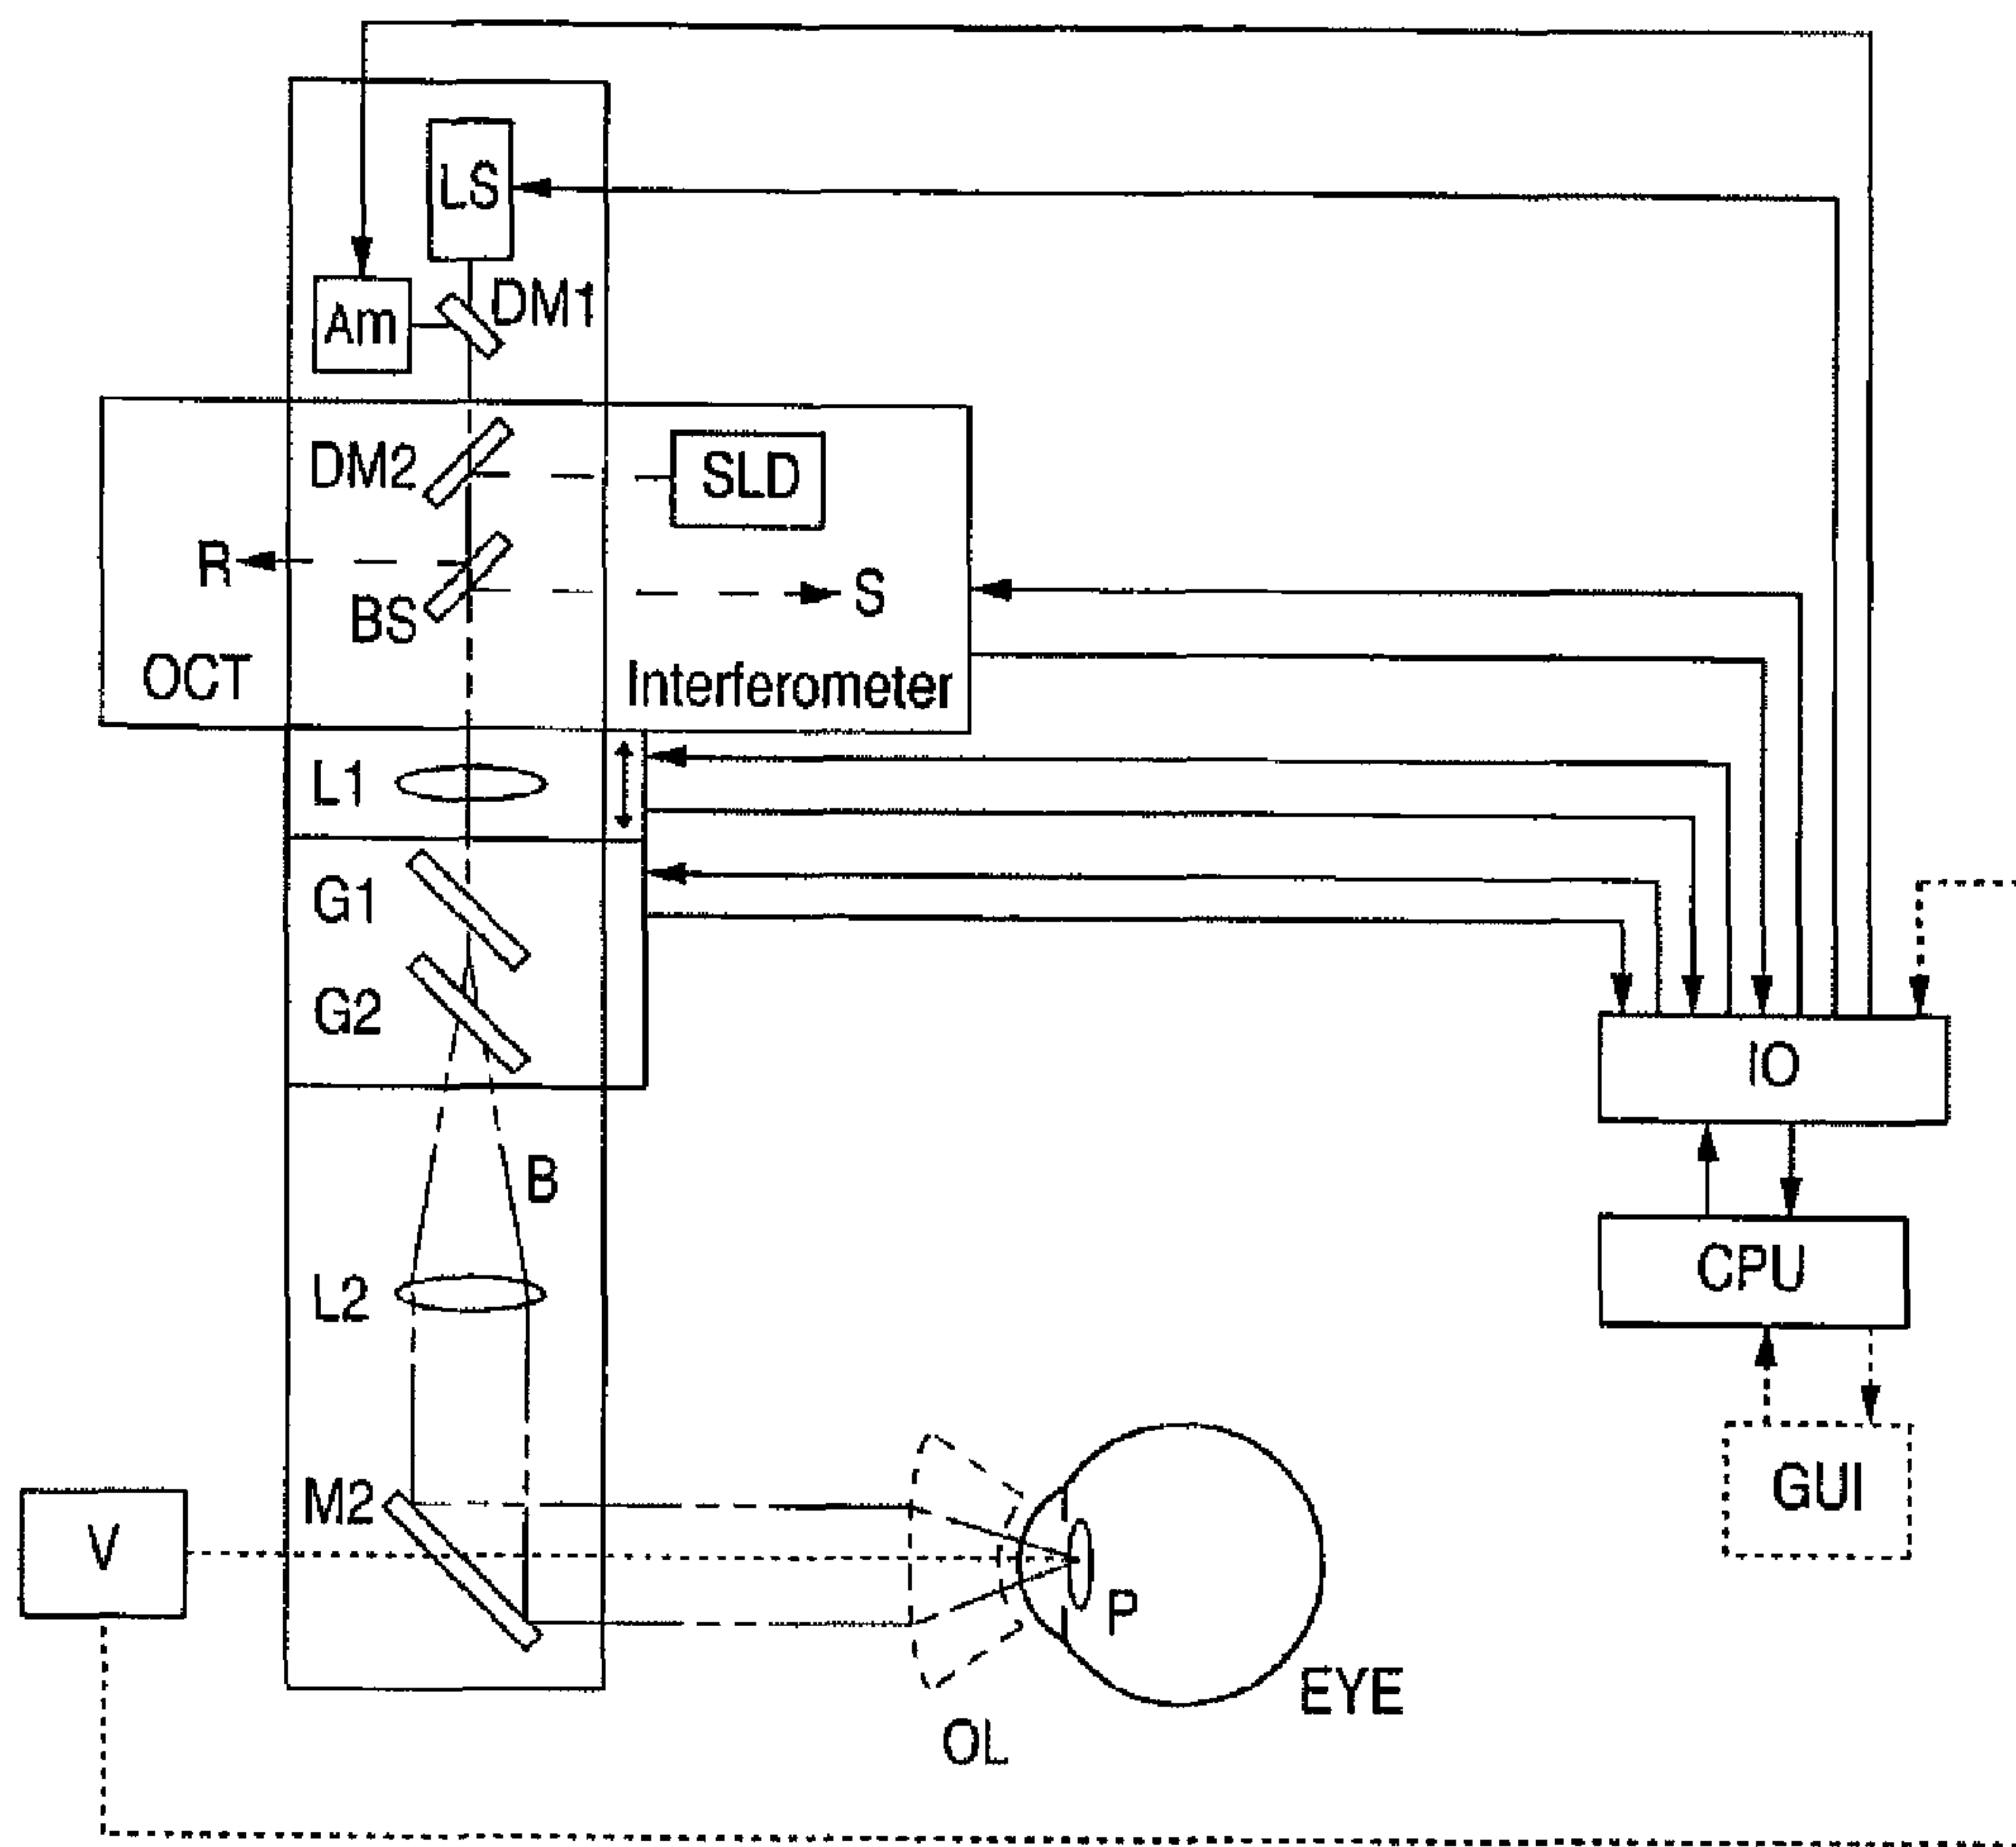 LS
DM1
Am
DM2
SLD
R
S
BS
OCT
Interferometer
L1
G1
G2
IO
B
CPU
L2
GUI
M2
V
P
EYE
OL